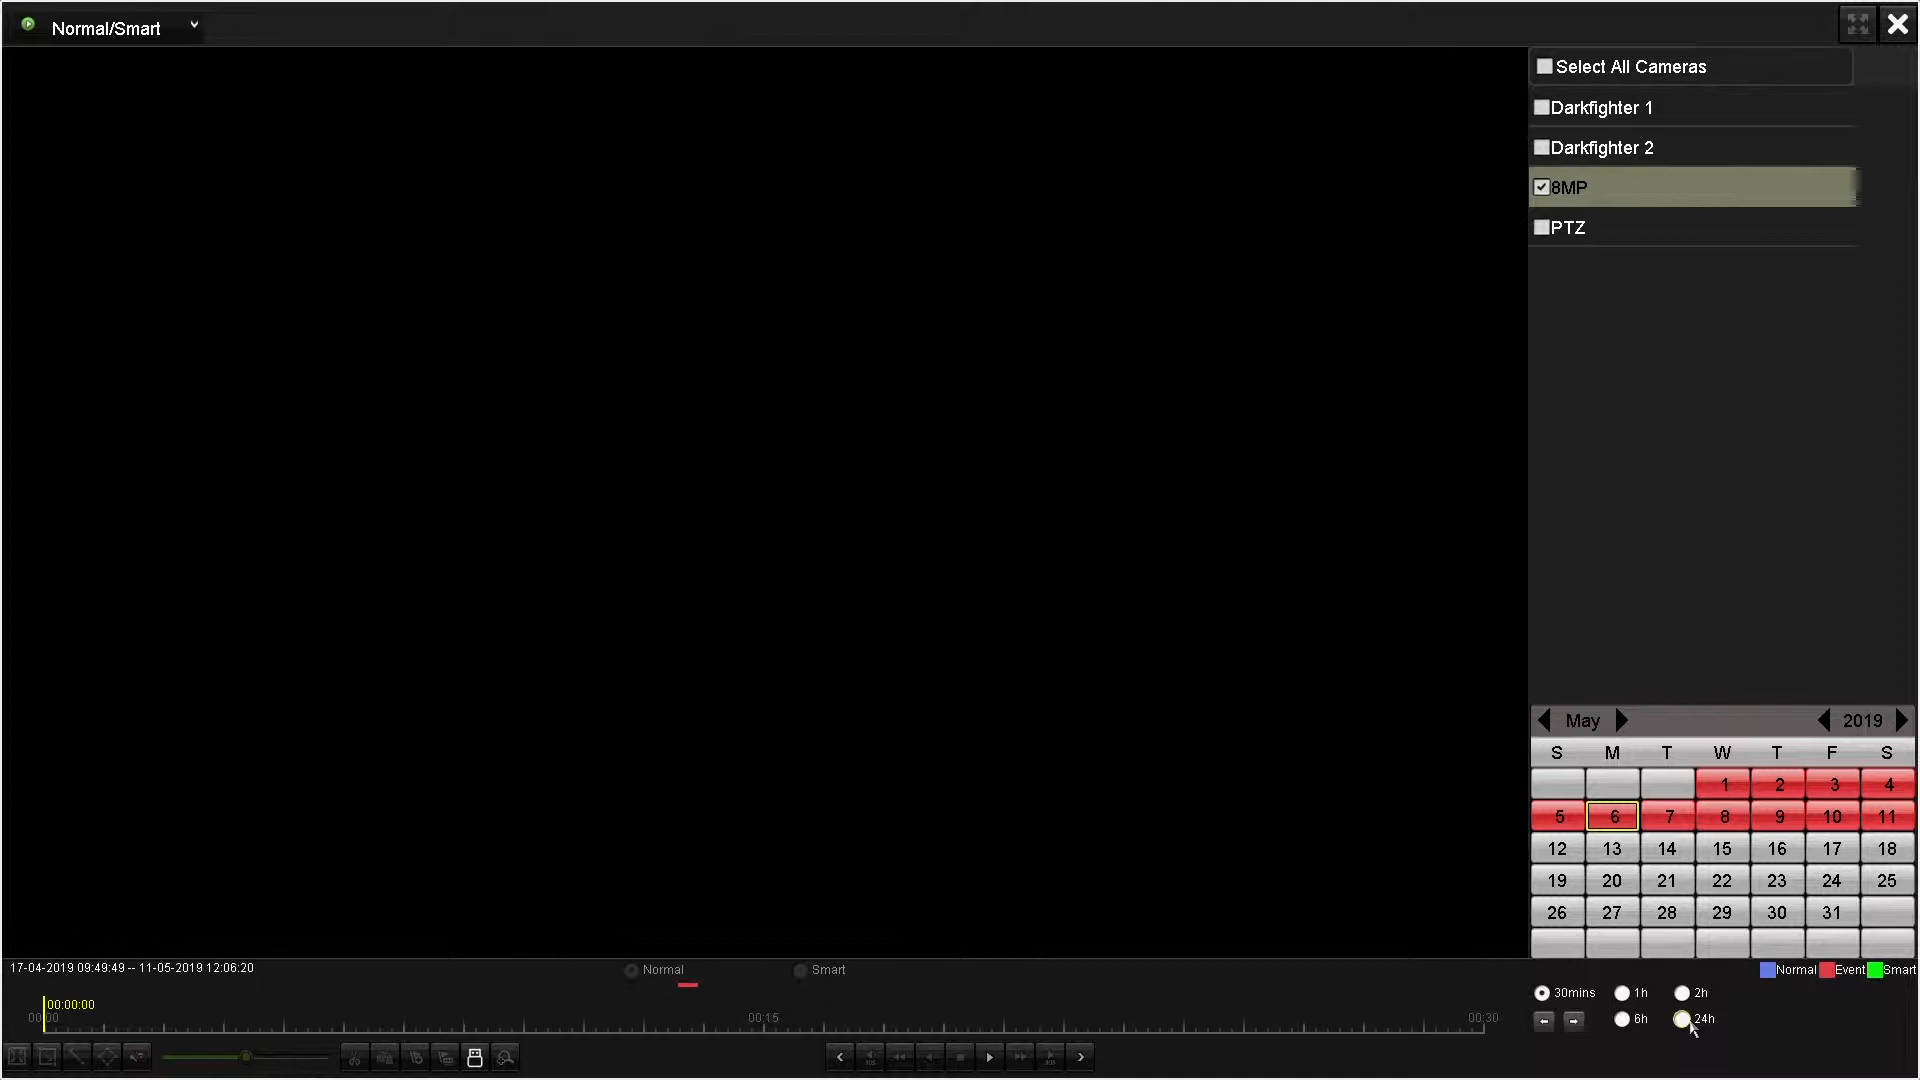 Normal/Smart
Select All Cameras
Darkfighter 1
Darkfighter 2
8MP
PTZ
May 2019
S M T W T F S
1 2 3 4
5 6 7 8 9 10 11
12 13 14 15 16 17 18
19 20 21 22 23 24 25
26 27 28 29 30 31
17-04-2019 09:49:49 -- 11-05-2019 12:06:20
Normal Smart
Normal Event Smart
00:00:00
00:00 00:15 00:30
30mins 1h 2h
6h 24h
30S 30S